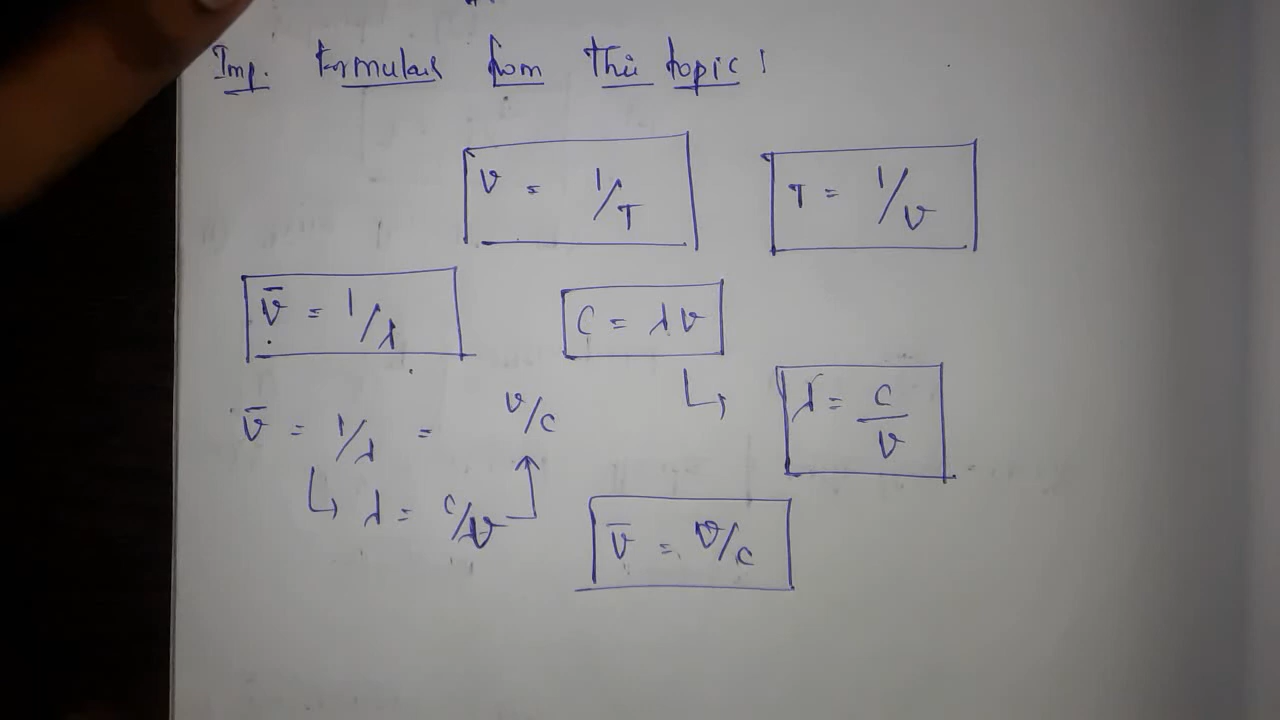 Imp. formulas from this topic :
ν = 1/T
T = 1/ν
ν̄ = 1/λ
C = λν
↳ λ = C/ν
ν̄ = 1/λ = ν/C
↳ λ = C/ν
ν̄ = ν/C